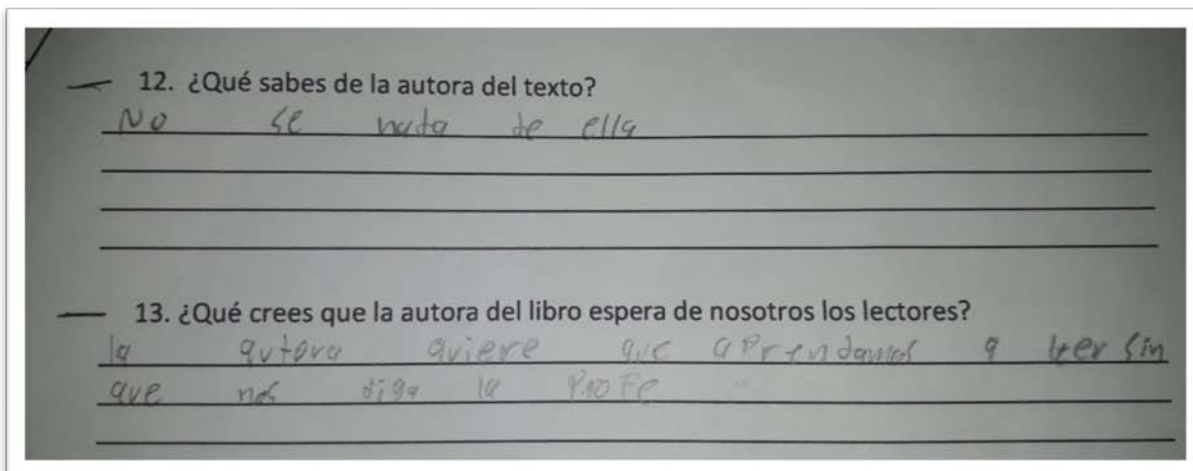 12. ¿Qué sabes de la autora del texto?
No se nada de ella
13. ¿Qué crees que la autora del libro espera de nosotros los lectores?
la autora quiere que aprendamos a leer sin
que nos diga la Profe